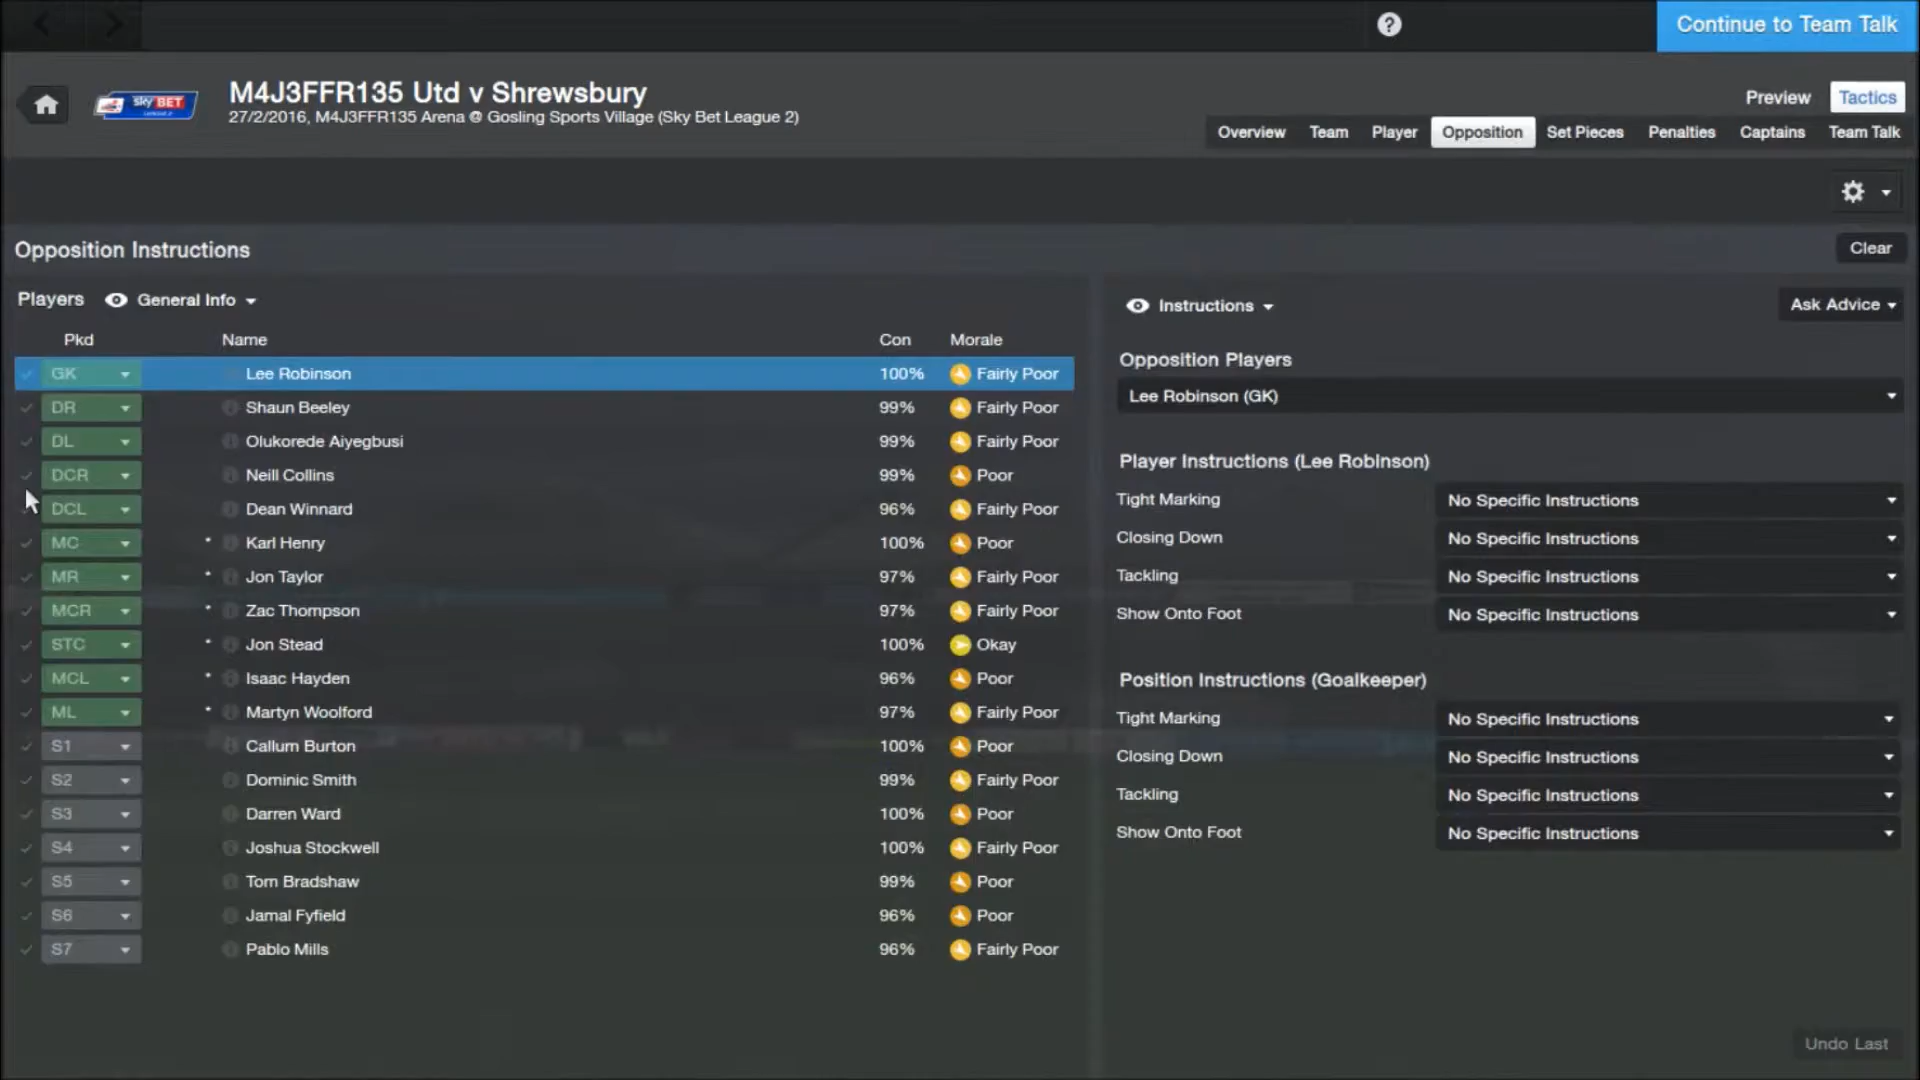 Continue to Team Talk
sky BET
M4J3FFR135 Utd v Shrewsbury
27/2/2016, M4J3FFR135 Arena @ Gosling Sports Village (Sky Bet League 2)
Preview Tactics
Overview Team Player Opposition Set Pieces Penalties Captains Team Talk
Opposition Instructions
Clear
Players General Info
Pkd Name Con Morale
GK Lee Robinson 100% Fairly Poor
DR Shaun Beeley 99% Fairly Poor
DL Olukorede Aiyegbusi 99% Fairly Poor
DCR Neill Collins 99% Poor
DCL Dean Winnard 96% Fairly Poor
MC * Karl Henry 100% Poor
MR * Jon Taylor 97% Fairly Poor
MCR * Zac Thompson 97% Fairly Poor
STC * Jon Stead 100% Okay
MCL * Isaac Hayden 96% Poor
ML * Martyn Woolford 97% Fairly Poor
S1 Callum Burton 100% Poor
S2 Dominic Smith 99% Fairly Poor
S3 Darren Ward 100% Poor
S4 Joshua Stockwell 100% Fairly Poor
S5 Tom Bradshaw 99% Poor
S6 Jamal Fyfield 96% Poor
S7 Pablo Mills 96% Fairly Poor
Instructions
Ask Advice
Opposition Players
Lee Robinson (GK)
Player Instructions (Lee Robinson)
Tight Marking No Specific Instructions
Closing Down No Specific Instructions
Tackling No Specific Instructions
Show Onto Foot No Specific Instructions
Position Instructions (Goalkeeper)
Tight Marking No Specific Instructions
Closing Down No Specific Instructions
Tackling No Specific Instructions
Show Onto Foot No Specific Instructions
Undo Last